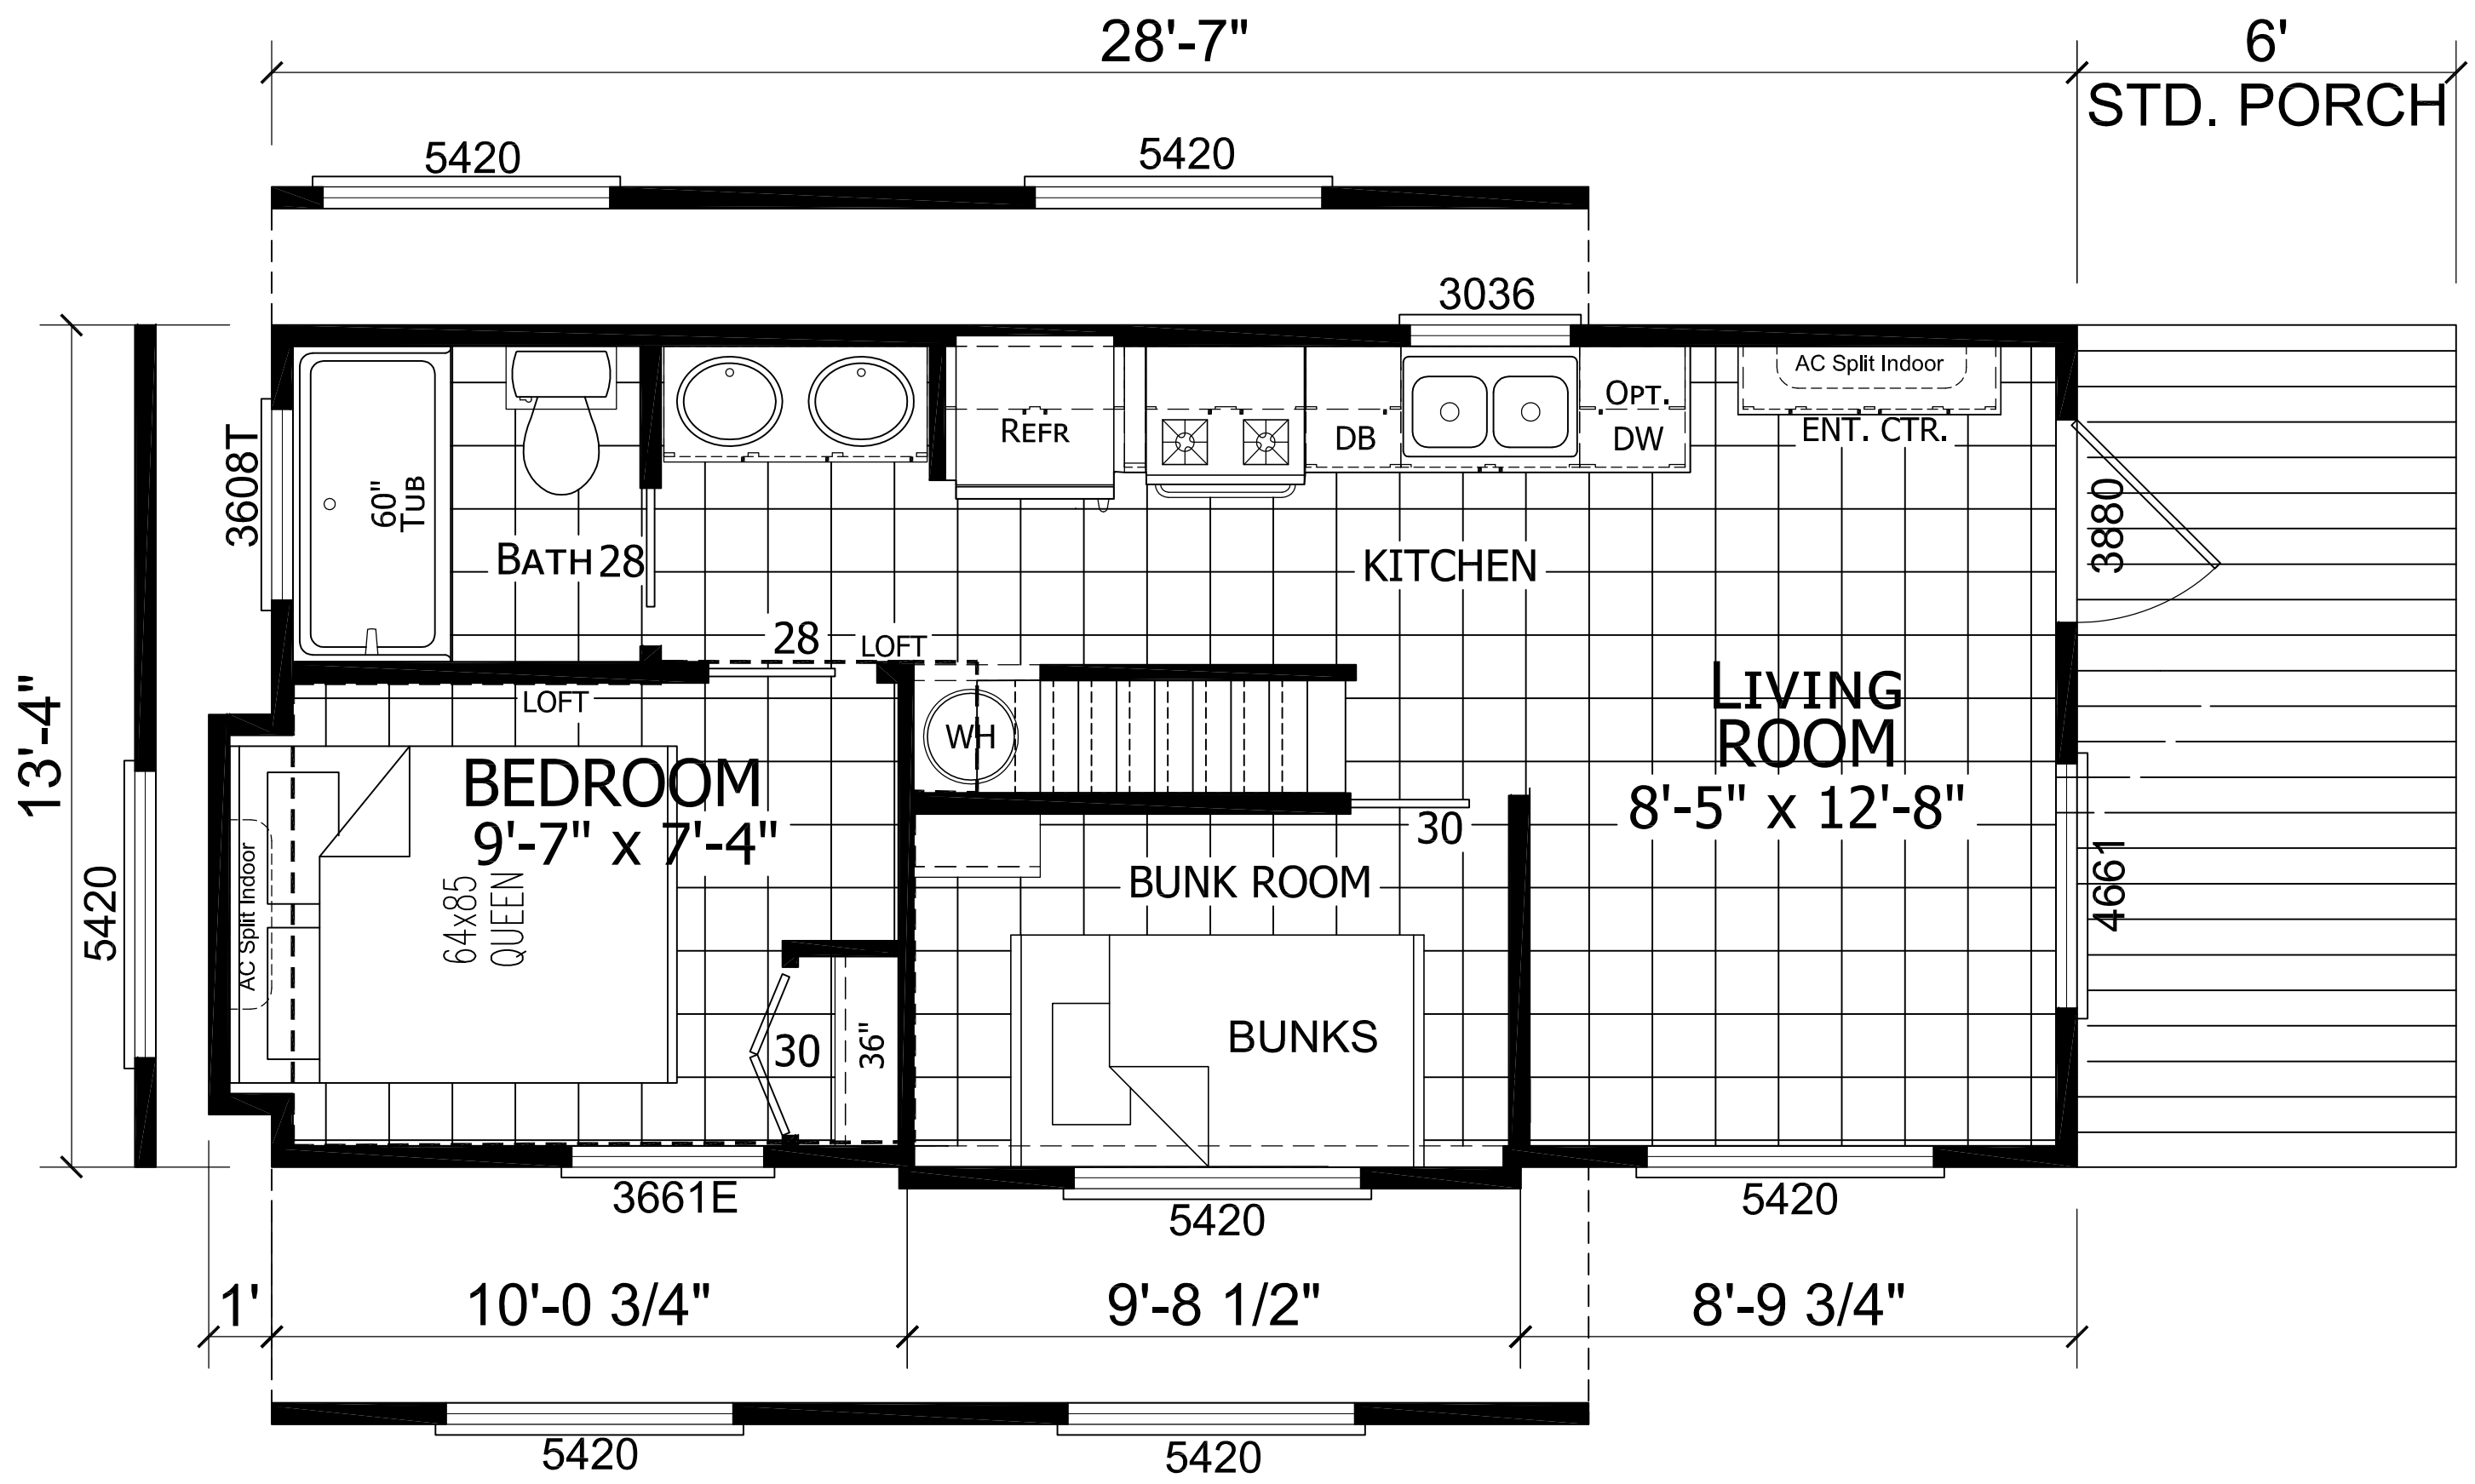 28'-7"
6'
STD. PORCH
5420
5420
3036
AC Split Indoor
ENT. CTR.
OPT.
DW
DB
REFR
3608T
60"
TUB
BATH
28
KITCHEN
3880
28
LOFT
LOFT
13'-4"
WH
LIVING
ROOM
8'-5" x 12'-8"
BEDROOM
9'-7" x 7'-4"
64x85
QUEEN
AC Split Indoor
5420
30
BUNK ROOM
4661
BUNKS
30
36"
3661E
5420
5420
1'
10'-0 3/4"
9'-8 1/2"
8'-9 3/4"
5420
5420